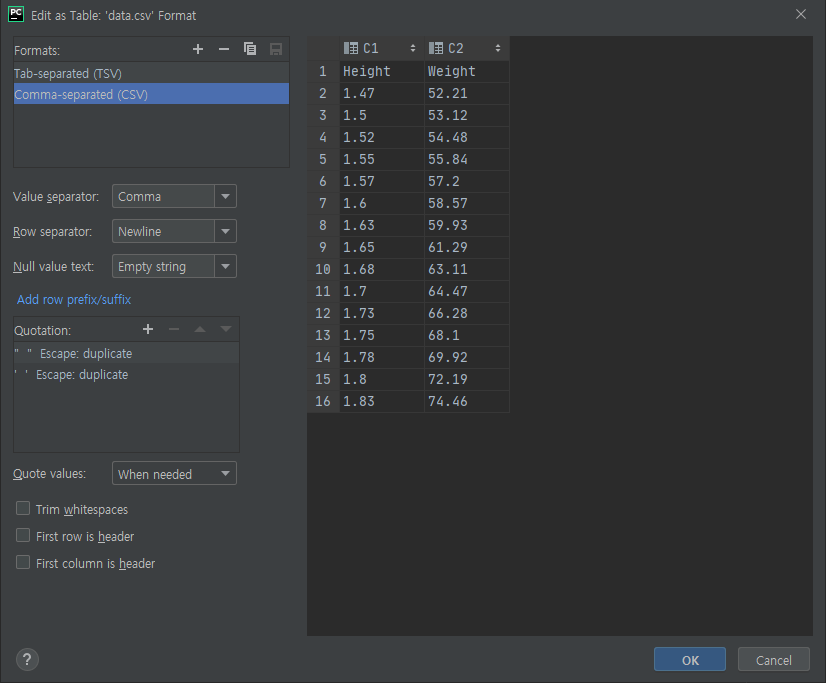 PC Edit as Table: 'data.csv' Format
Formats:
Tab-separated (TSV)
Comma-separated (CSV)
Value separator: Comma
Row separator: Newline
Null value text: Empty string
Add row prefix/suffix
Quotation:
" " Escape: duplicate
' ' Escape: duplicate
Quote values: When needed
Trim whitespaces
First row is header
First column is header
C1 C2
1 Height Weight
2 1.47 52.21
3 1.5 53.12
4 1.52 54.48
5 1.55 55.84
6 1.57 57.2
7 1.6 58.57
8 1.63 59.93
9 1.65 61.29
10 1.68 63.11
11 1.7 64.47
12 1.73 66.28
13 1.75 68.1
14 1.78 69.92
15 1.8 72.19
16 1.83 74.46
? OK Cancel